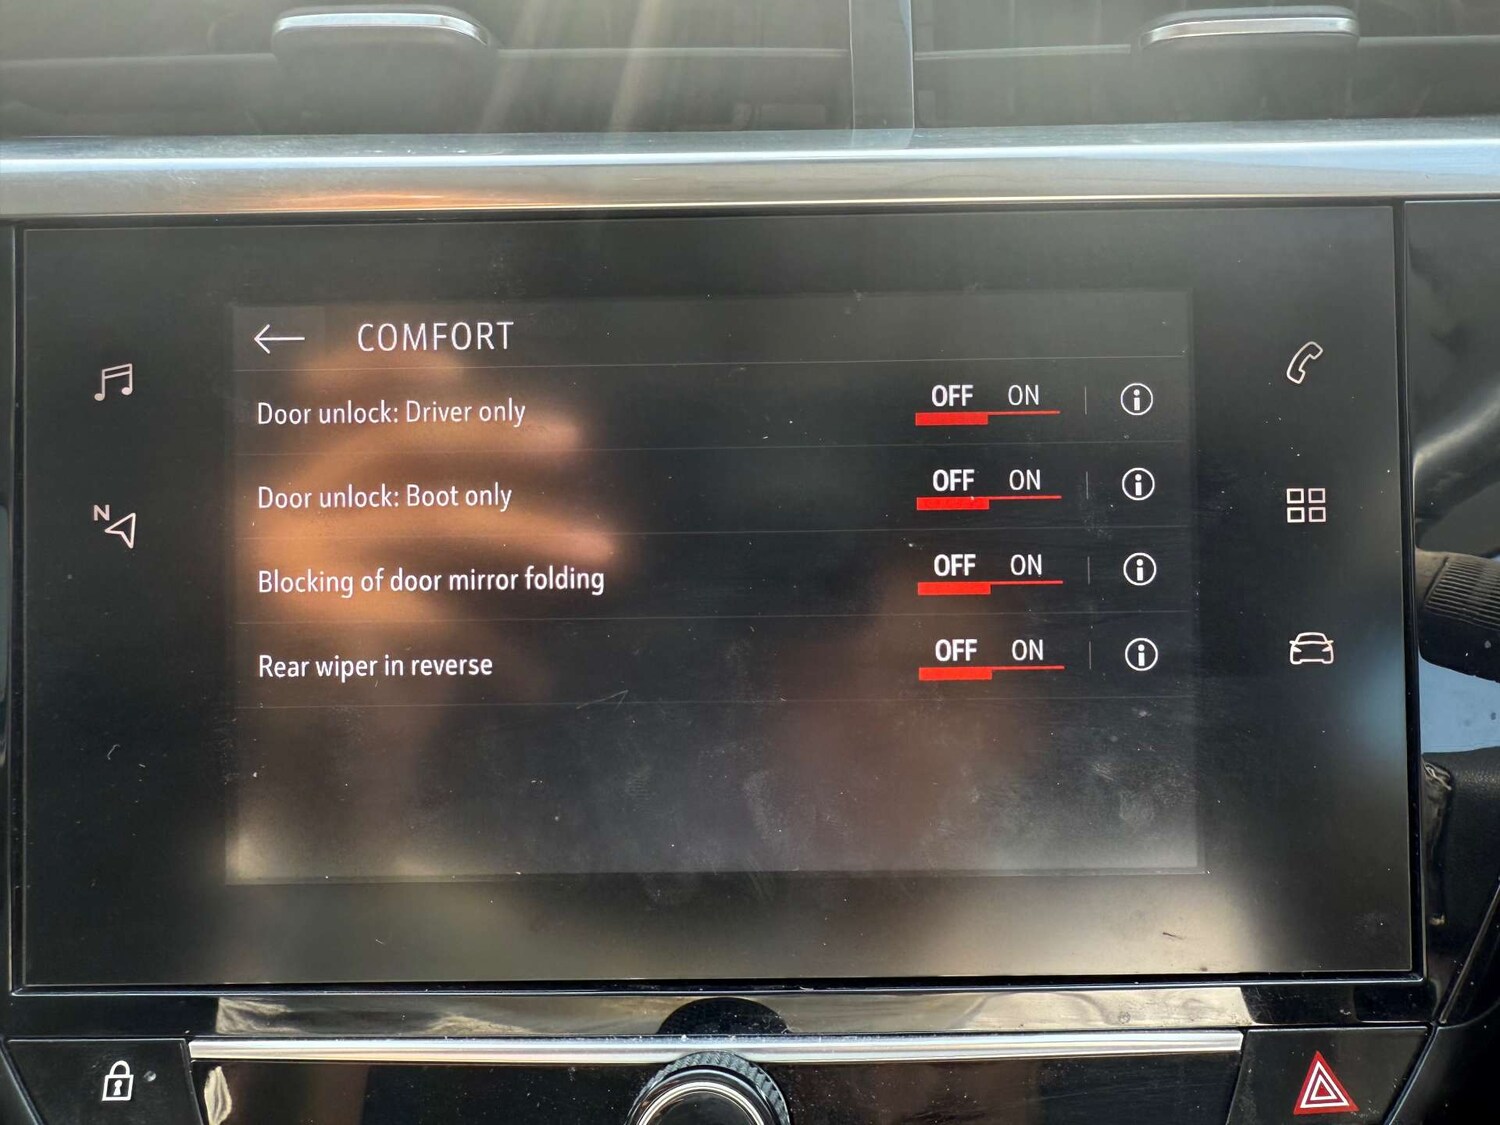 COMFORT
Door unlock: Driver only OFF ON
Door unlock: Boot only OFF ON
N
Blocking of door mirror folding OFF ON
Rear wiper in reverse OFF ON